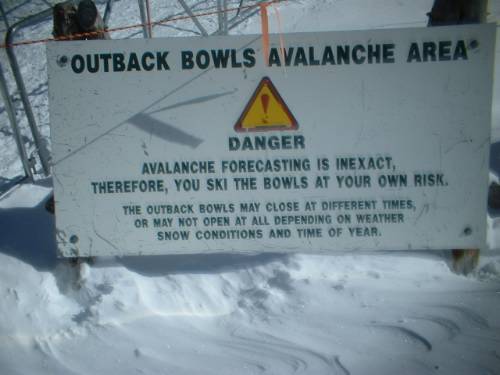 OUTBACK BOWLS AVALANCHE AREA
DANGER
AVALANCHE FORECASTING IS INEXACT,
THEREFORE, YOU SKI THE BOWLS AT YOUR OWN RISK.
THE OUTBACK BOWLS MAY CLOSE AT DIFFERENT TIMES,
OR MAY NOT OPEN AT ALL DEPENDING ON WEATHER
SNOW CONDITIONS AND TIME OF YEAR.